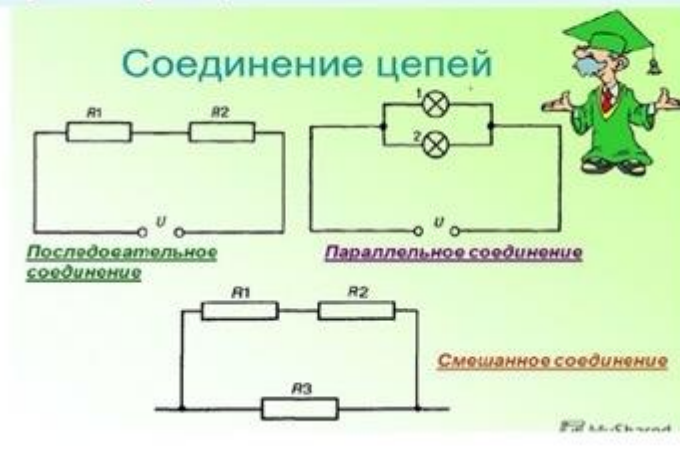 Соединение цепей
R1 R2
U
Последовательное
соединение
1
2
U
Параллельное соединение
R1 R2
R3
Смешанное соединение